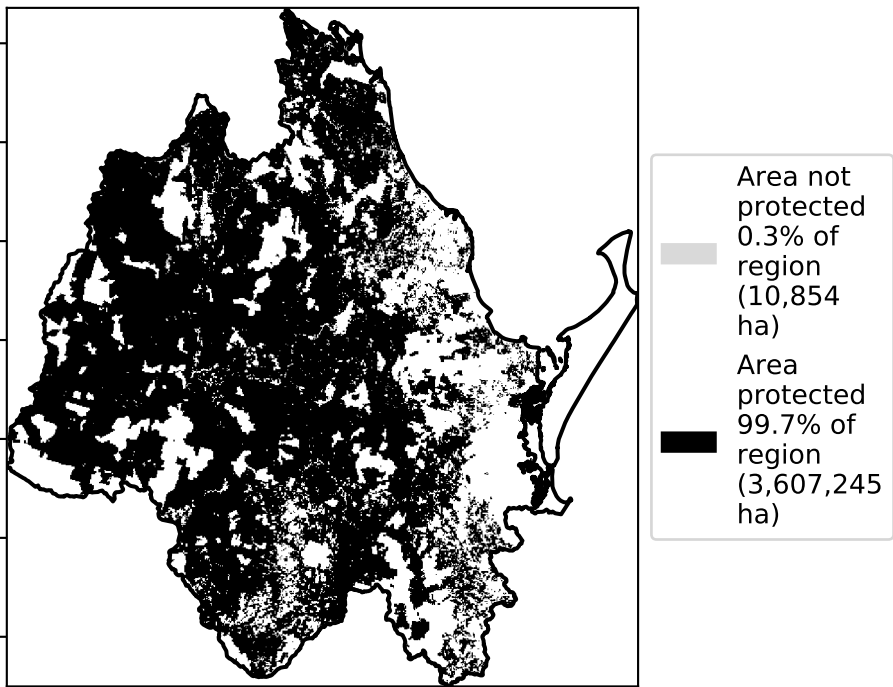 Area not
protected
0.3% of
region
(10,854
ha)
Area
protected
99.7% of
region
(3,607,245
ha)